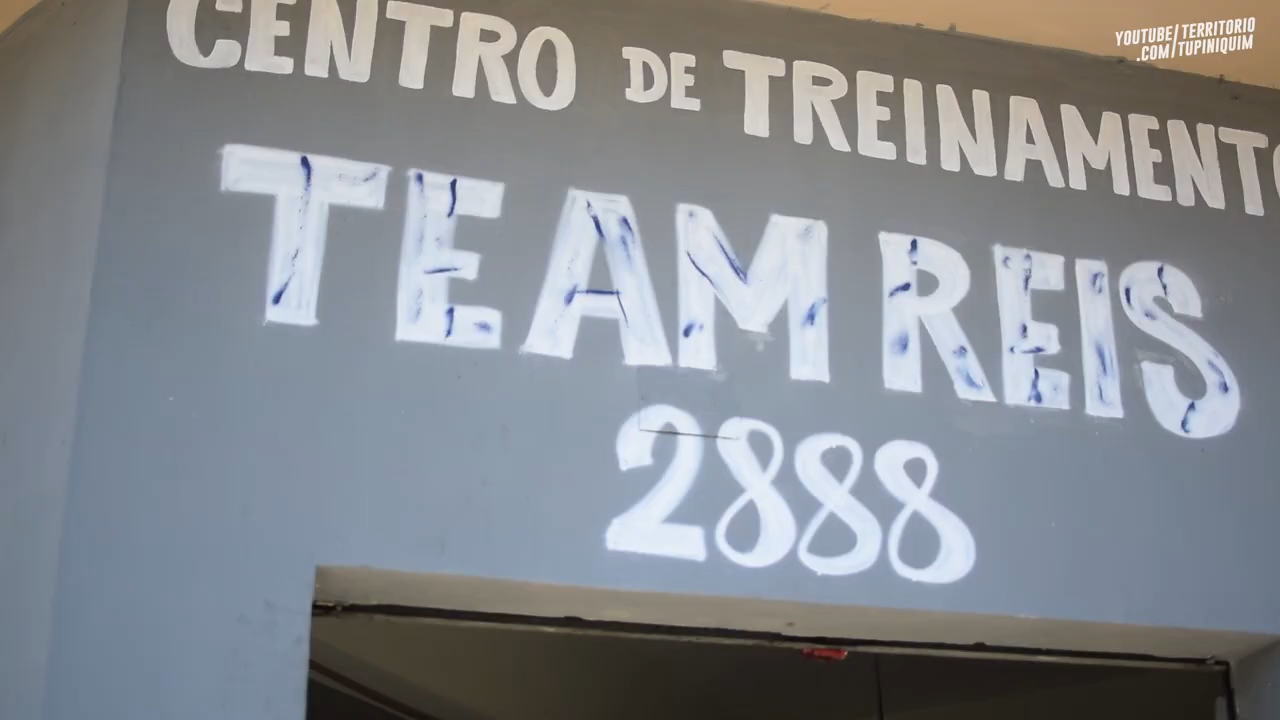 YOUTUBE/TERRITORIO
.COM/TUPINIQUIM
CENTRO DE TREINAMENTO
TEAM REIS
2888